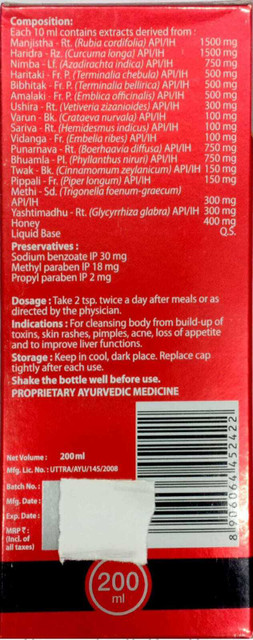 Composition:
Each 10 ml contains extracts derived from :
Manjishtha - Rt. (Rubia cordifolia) API/IH 1500 mg
Haridra - Rz. (Curcuma longa) API/IH 1500 mg
Nimba - Lf. (Azadirachta indica) API/IH 750 mg
Haritaki - Fr. P. (Terminalia chebula) API/IH 500 mg
Bibhitak - Fr. P. (Terminalia bellirica) API/IH 500 mg
Amalaki - Fr. P. (Emblica officinalis) API/IH 500 mg
Ushira - Rt. (Vetiveria zizanioides) API/IH 300 mg
Varun - Bk. (Crataeva nurvala) API/IH 100 mg
Sariva - Rt. (Hemidesmus indicus) API/IH 100 mg
Vidanga - Fr. (Embelia ribes) API/IH 100 mg
Punarnava - Rt. (Boerhaavia diffusa) API/IH 750 mg
Bhuamla - Pl. (Phyllanthus niruri) API/IH 750 mg
Twak - Bk. (Cinnamomum zeylanicum) API/IH 150 mg
Pippali - Fr. (Piper longum) API/IH 150 mg
Methi - Sd. (Trigonella foenum-graecum)
API/IH 300 mg
Yashtimadhu - Rt. (Glycyrrhiza glabra) API/IH 300 mg
Honey 400 mg
Liquid Base Q.S.
Preservatives :
Sodium benzoate IP 30 mg
Methyl paraben IP 18 mg
Propyl paraben IP 2 mg
Dosage : Take 2 tsp. twice a day after meals or as
directed by the physician.
Indications : For cleansing body from build-up of
toxins, skin rashes, pimples, acne, loss of appetite
and to improve liver functions.
Storage : Keep in cool, dark place. Replace cap
tightly after each use.
Shake the bottle well before use.
PROPRIETARY AYURVEDIC MEDICINE
Net Volume : 200 ml
Mfg. Lic. No. : UTTRA/AYU/145/2008
Batch No. :
Mfg. Date :
Exp. Date :
MRP ₹ :
(Incl. of
all taxes)
8 906064 452422
200
ml